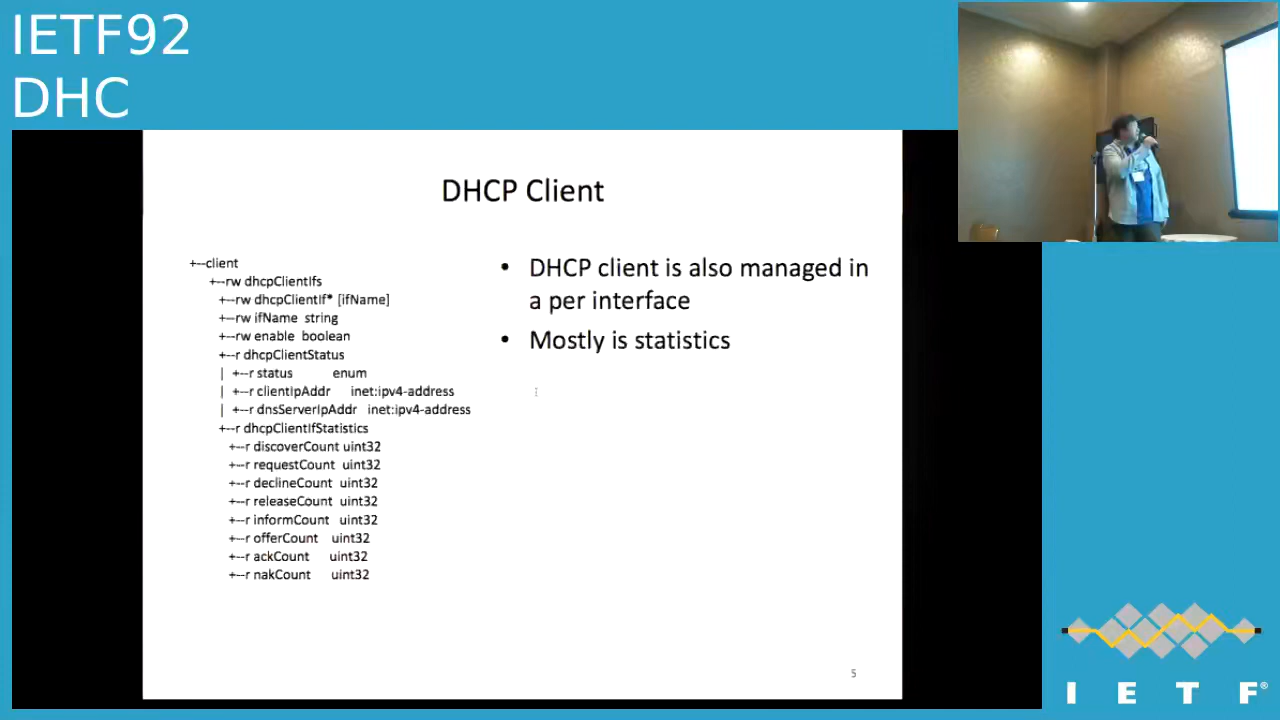 IETF92
DHC
DHCP Client
+--client
+--rw dhcpClientIfs
+--rw dhcpClientIf* [ifName]
+--rw ifName string
+--rw enable boolean
+--r dhcpClientStatus
| +--r status enum
| +--r clientIpAddr inet:ipv4-address
| +--r dnsServerIpAddr inet:ipv4-address
+--r dhcpClientIfStatistics
+--r discoverCount uint32
+--r requestCount uint32
+--r declineCount uint32
+--r releaseCount uint32
+--r informCount uint32
+--r offerCount uint32
+--r ackCount uint32
+--r nakCount uint32
• DHCP client is also managed in
a per interface
• Mostly is statistics
5
I E T F®